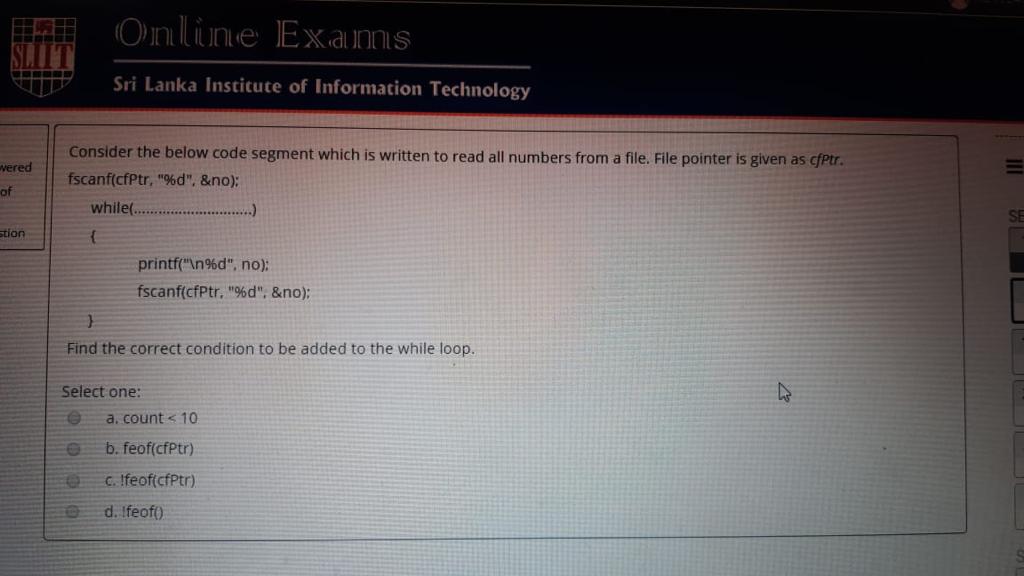 SLIIT
Online Exams
Sri Lanka Institute of Information Technology
wered
of
stion
Consider the below code segment which is written to read all numbers from a file. File pointer is given as cfPtr.
fscanf(cfPtr, "%d", &no);
while(.............................)
{
printf("\n%d", no);
fscanf(cfPtr, "%d", &no);
}
Find the correct condition to be added to the while loop.
Select one:
a. count < 10
b. feof(cfPtr)
c. !feof(cfPtr)
d. !feof()
SE